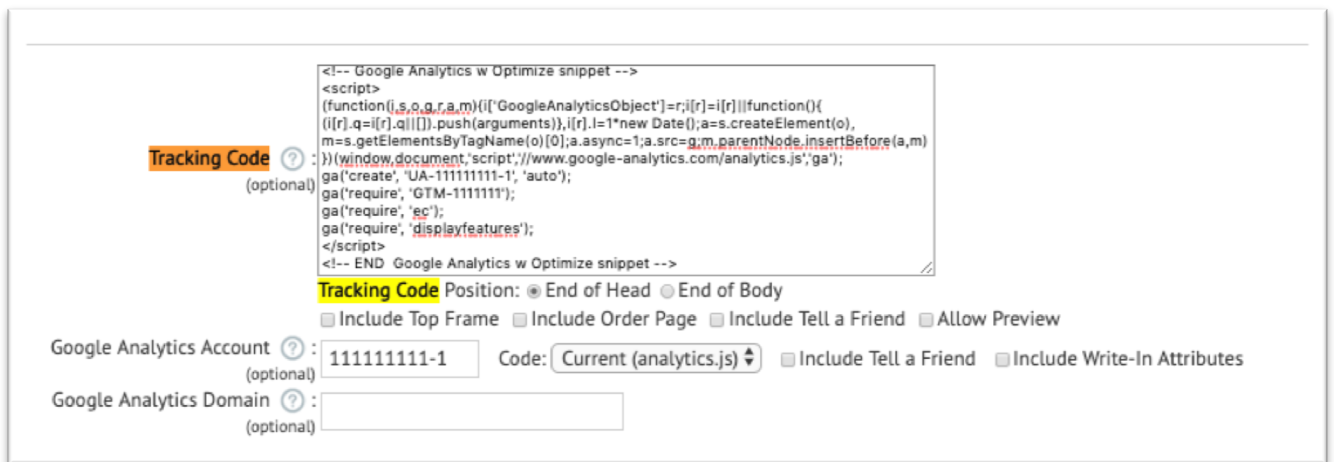 <!-- Google Analytics w Optimize snippet -->
<script>
(function(i,s,o,g,r,a,m){i['GoogleAnalyticsObject']=r;i[r]=i[r]||function(){
(i[r].q=i[r].q||[]).push(arguments)},i[r].l=1*new Date();a=s.createElement(o),
m=s.getElementsByTagName(o)[0];a.async=1;a.src=g;m.parentNode.insertBefore(a,m)
})(window,document,'script','//www.google-analytics.com/analytics.js','ga');
ga('create', 'UA-111111111-1', 'auto');
ga('require', 'GTM-1111111');
ga('require', 'ec');
ga('require', 'displayfeatures');
</script>
<!-- END  Google Analytics w Optimize snippet -->
Tracking Code ? :
(optional)
Tracking Code Position: End of Head End of Body
Include Top Frame Include Order Page Include Tell a Friend Allow Preview
Google Analytics Account ? : 111111111-1 Code: Current (analytics.js) Include Tell a Friend Include Write-In Attributes
(optional)
Google Analytics Domain ? :
(optional)